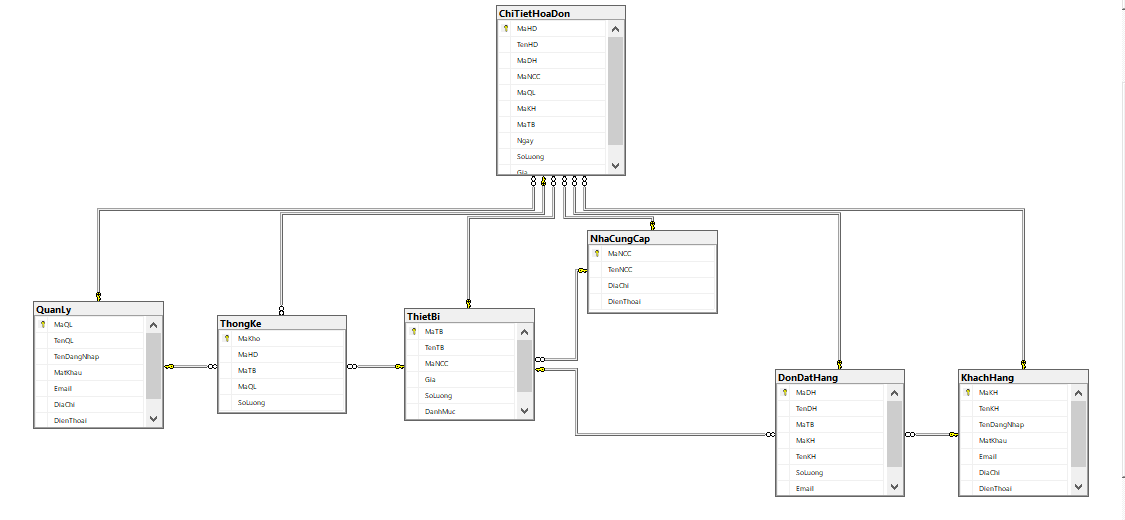 ChiTietHoaDon
MaHD
TenHD
MaDH
MaNCC
MaQL
MaKH
MaTB
Ngay
SoLuong
Gia
NhaCungCap
MaNCC
TenNCC
DiaChi
DienThoai
QuanLy
MaQL
TenQL
TenDangNhap
MatKhau
Email
DiaChi
DienThoai
ThongKe
MaKho
MaHD
MaTB
MaQL
SoLuong
ThietBi
MaTB
TenTB
MaNCC
Gia
SoLuong
DanhMuc
DonDatHang
MaDH
TenDH
MaTB
MaKH
TenKH
SoLuong
Email
KhachHang
MaKH
TenKH
TenDangNhap
MatKhau
Email
DiaChi
DienThoai